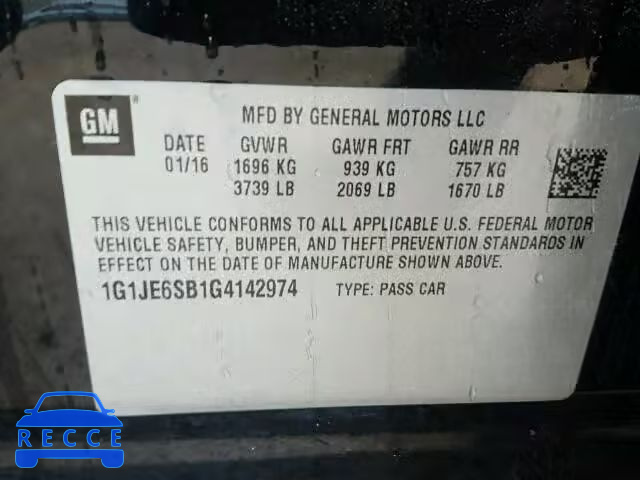 GM ®
MFD BY GENERAL MOTORS LLC
DATE GVWR GAWR FRT GAWR RR
01/16 1696 KG 939 KG 757 KG
3739 LB 2069 LB 1670 LB
THIS VEHICLE CONFORMS TO ALL APPLICABLE U.S. FEDERAL MOTOR
VEHICLE SAFETY, BUMPER, AND THEFT PREVENTION STANDARDS IN
EFFECT ON THE DATE OF MANUFACTURE SHOWN ABOVE.
1G1JE6SB1G4142974 TYPE: PASS CAR
RECCE